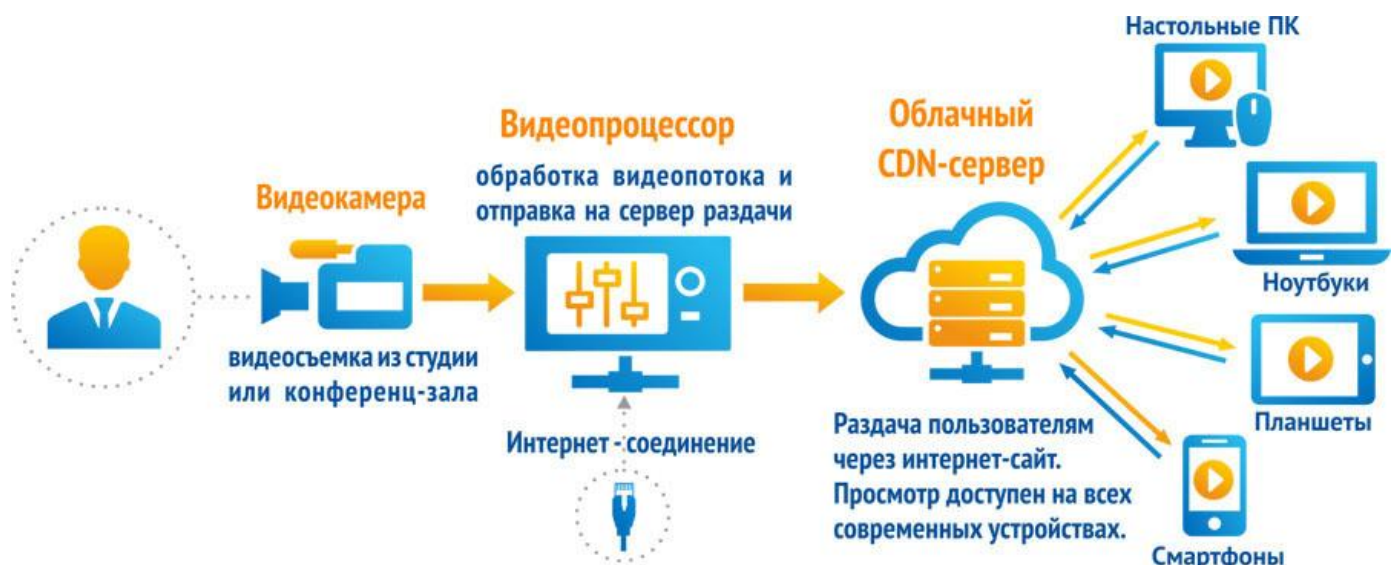 Видеокамера
видеосъемка из студии
или конференц-зала
Видеопроцессор
обработка видеопотока и
отправка на сервер раздачи
Интернет - соединение
Облачный
CDN-сервер
Раздача пользователям
через интернет-сайт.
Просмотр доступен на всех
современных устройствах.
Настольные ПК
Ноутбуки
Планшеты
Смартфоны